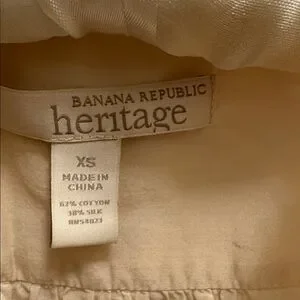 BANANA REPUBLIC
heritage
XS
MADE IN
CHINA
62% COTTON
38% SILK